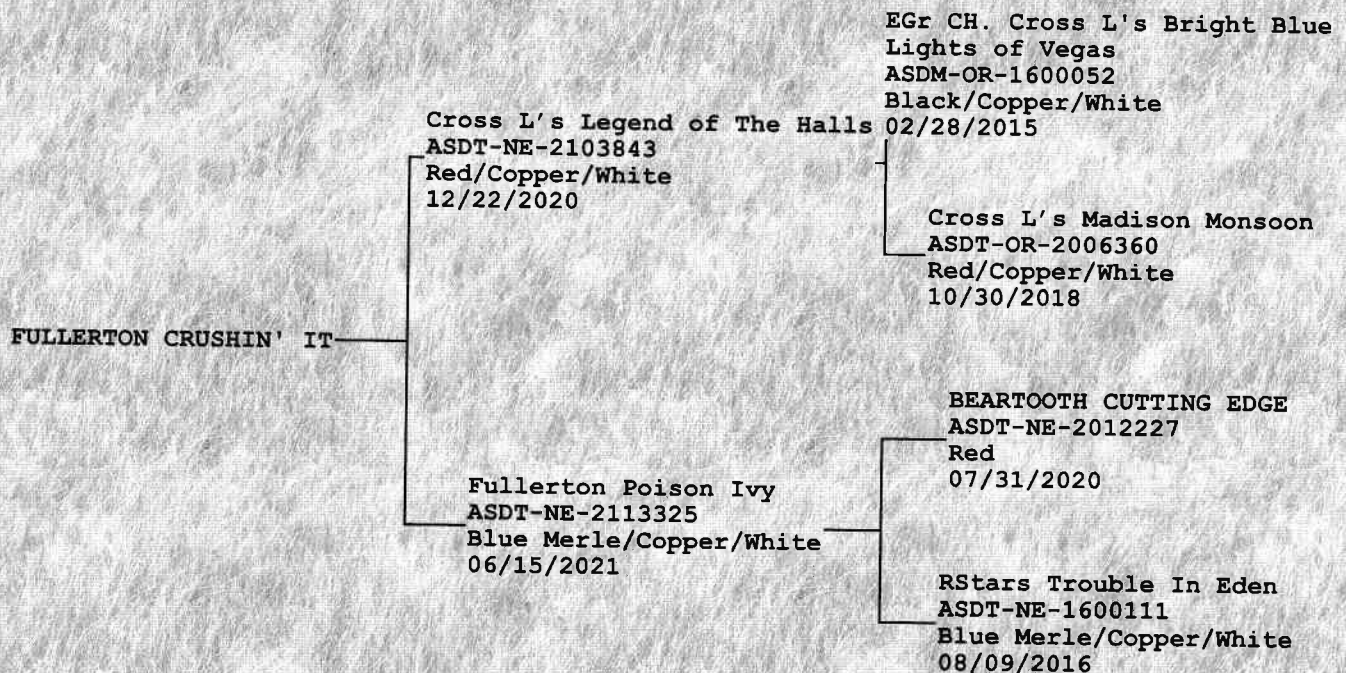 EGr CH. Cross L's Bright Blue
Lights of Vegas
ASDM-OR-1600052
Black/Copper/White
02/28/2015
Cross L's Legend of The Halls
ASDT-NE-2103843
Red/Copper/White
12/22/2020
Cross L's Madison Monsoon
ASDT-OR-2006360
Red/Copper/White
10/30/2018
FULLERTON CRUSHIN' IT
BEARTOOTH CUTTING EDGE
ASDT-NE-2012227
Red
07/31/2020
Fullerton Poison Ivy
ASDT-NE-2113325
Blue Merle/Copper/White
06/15/2021
RStars Trouble In Eden
ASDT-NE-1600111
Blue Merle/Copper/White
08/09/2016